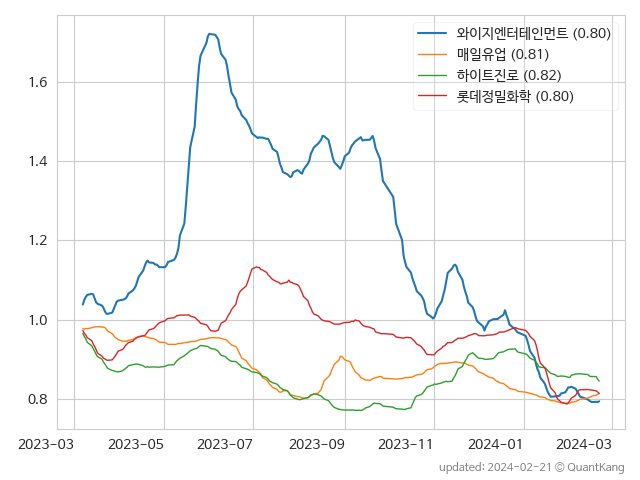 와이지엔터테인먼트 (0.80)
매일유업 (0.81)
하이트진로 (0.82)
롯데정밀화학 (0.80)
1.6
1.4
1.2
1.0
0.8
2023-03 2023-05 2023-07 2023-09 2023-11 2024-01 2024-03
updated: 2024-02-21 © QuantKang